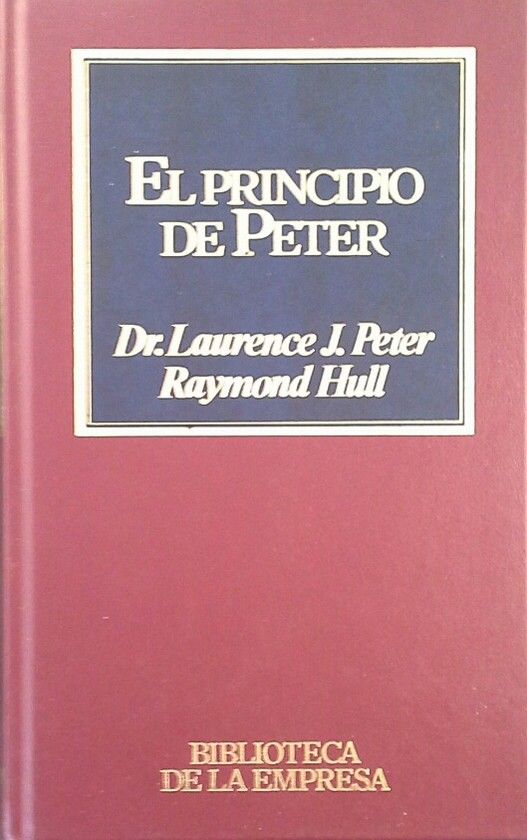 EL PRINCIPIO
DE PETER
Dr. Laurence J. Peter
Raymond Hull
BIBLIOTECA
DE LA EMPRESA